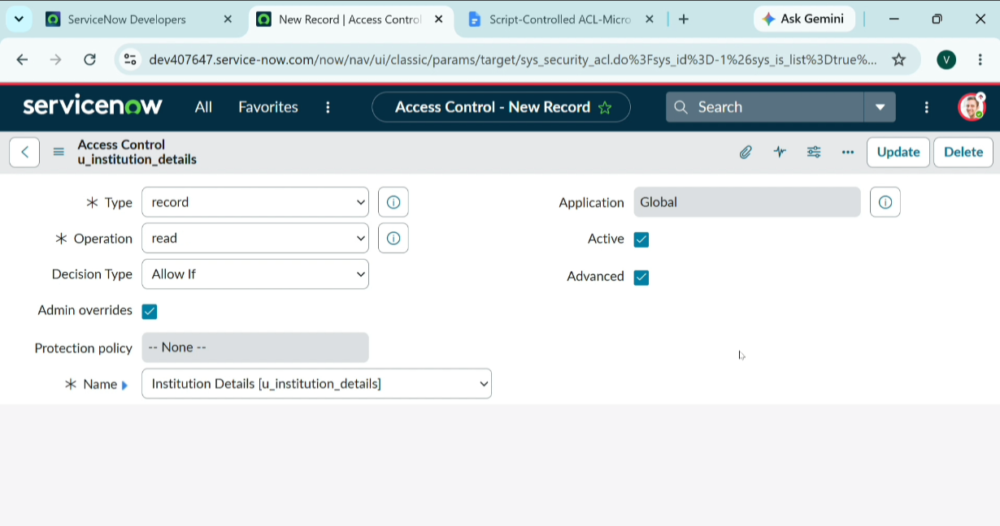 ServiceNow Developers
New Record | Access Control
Script-Controlled ACL-Micro
Ask Gemini
dev407647.service-now.com/now/nav/ui/classic/params/target/sys_security_acl.do%3Fsys_id%3D-1%26sys_is_list%3Dtrue%...
V
servicenow
All
Favorites
Access Control - New Record
Search
Access Control
u_institution_details
Update
Delete
Type
record
Application
Global
Operation
read
Active
Decision Type
Allow If
Advanced
Admin overrides
Protection policy
-- None --
Name
Institution Details [u_institution_details]